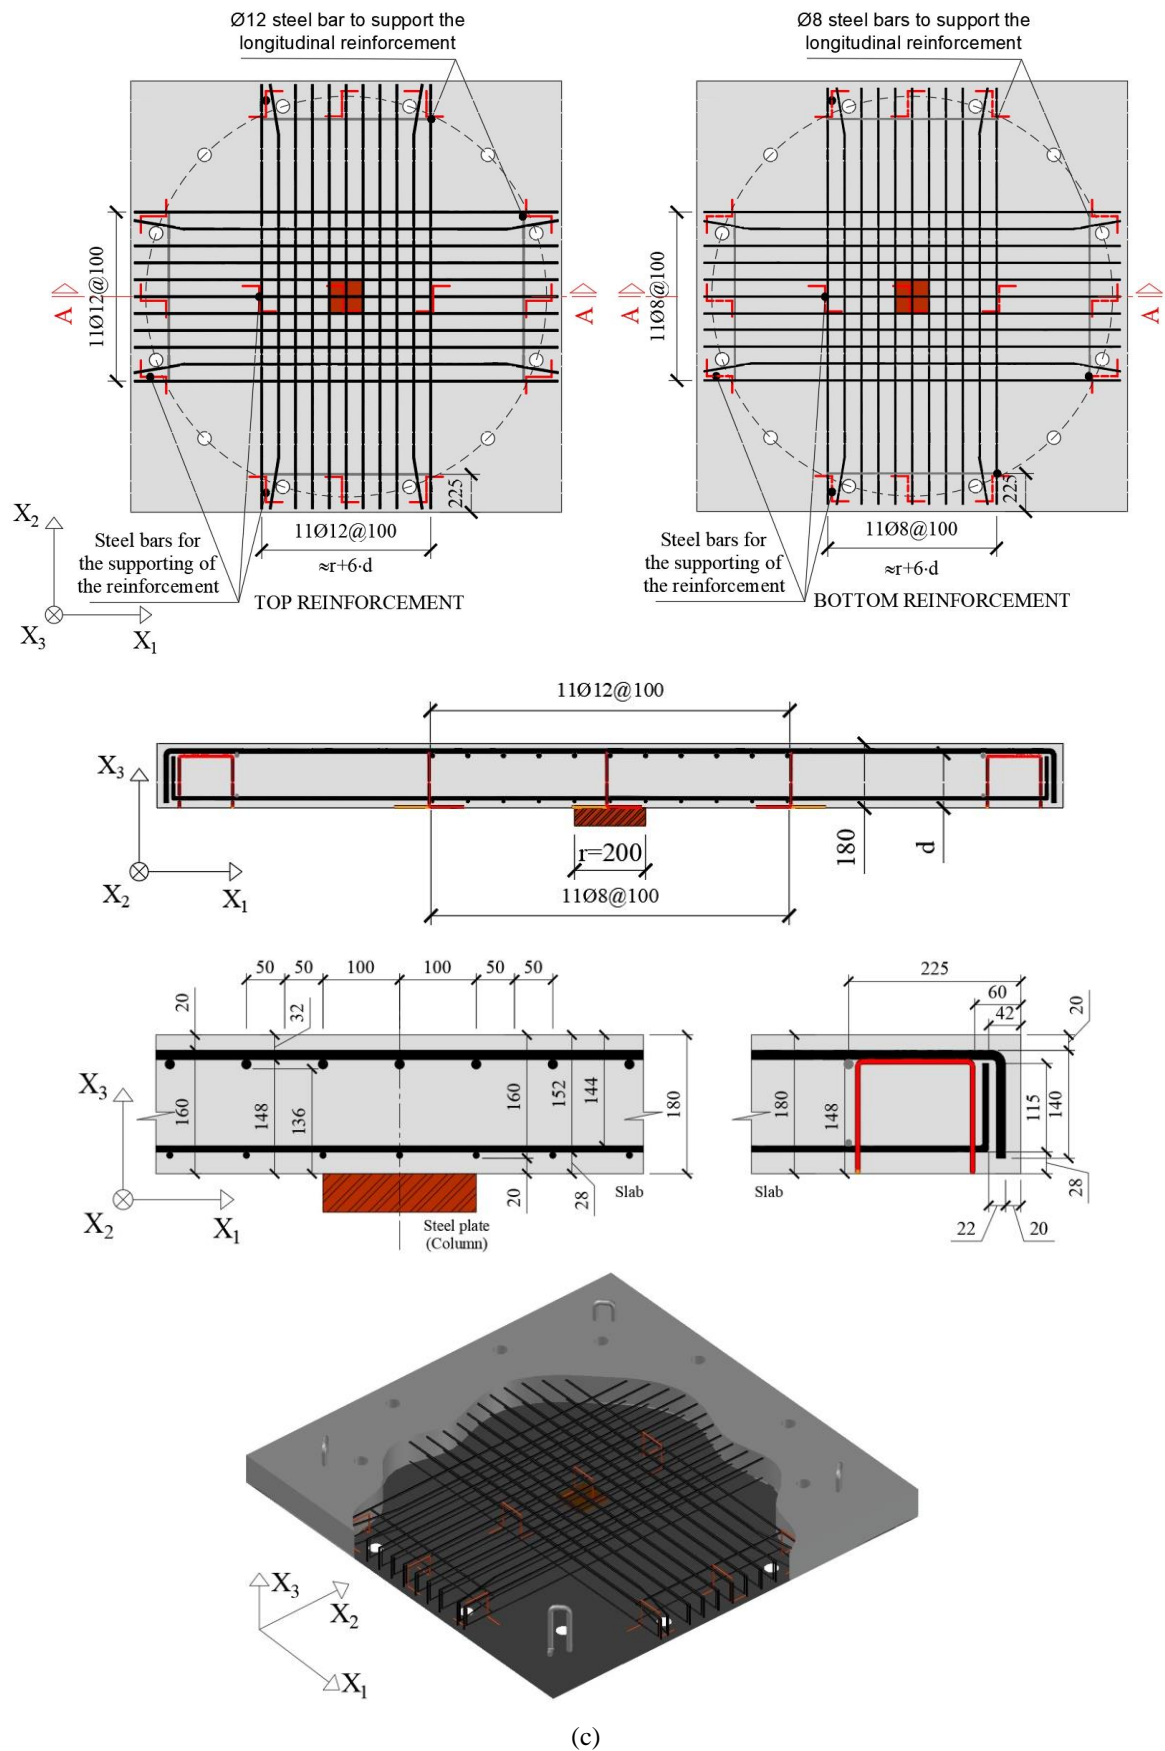 Ø12 steel bar to support the
longitudinal reinforcement
Ø8 steel bars to support the
longitudinal reinforcement
11Ø12@100
A
A
11Ø8@100
A
A
225
225
X2
11Ø12@100
≈r+6·d
Steel bars for
the supporting of
the reinforcement
11Ø8@100
≈r+6·d
Steel bars for
the supporting of
the reinforcement
X3
X1
TOP REINFORCEMENT
BOTTOM REINFORCEMENT
11Ø12@100
X3
X2
X1
r=200
180
d
11Ø8@100
50
50
100
100
50
50
20
32
X3
160
148
136
160
152
144
180
20
28
X2
X1
Steel plate
(Column)
Slab
225
60
42
20
180
148
115
140
28
22
20
Slab
X3
X2
X1
(c)